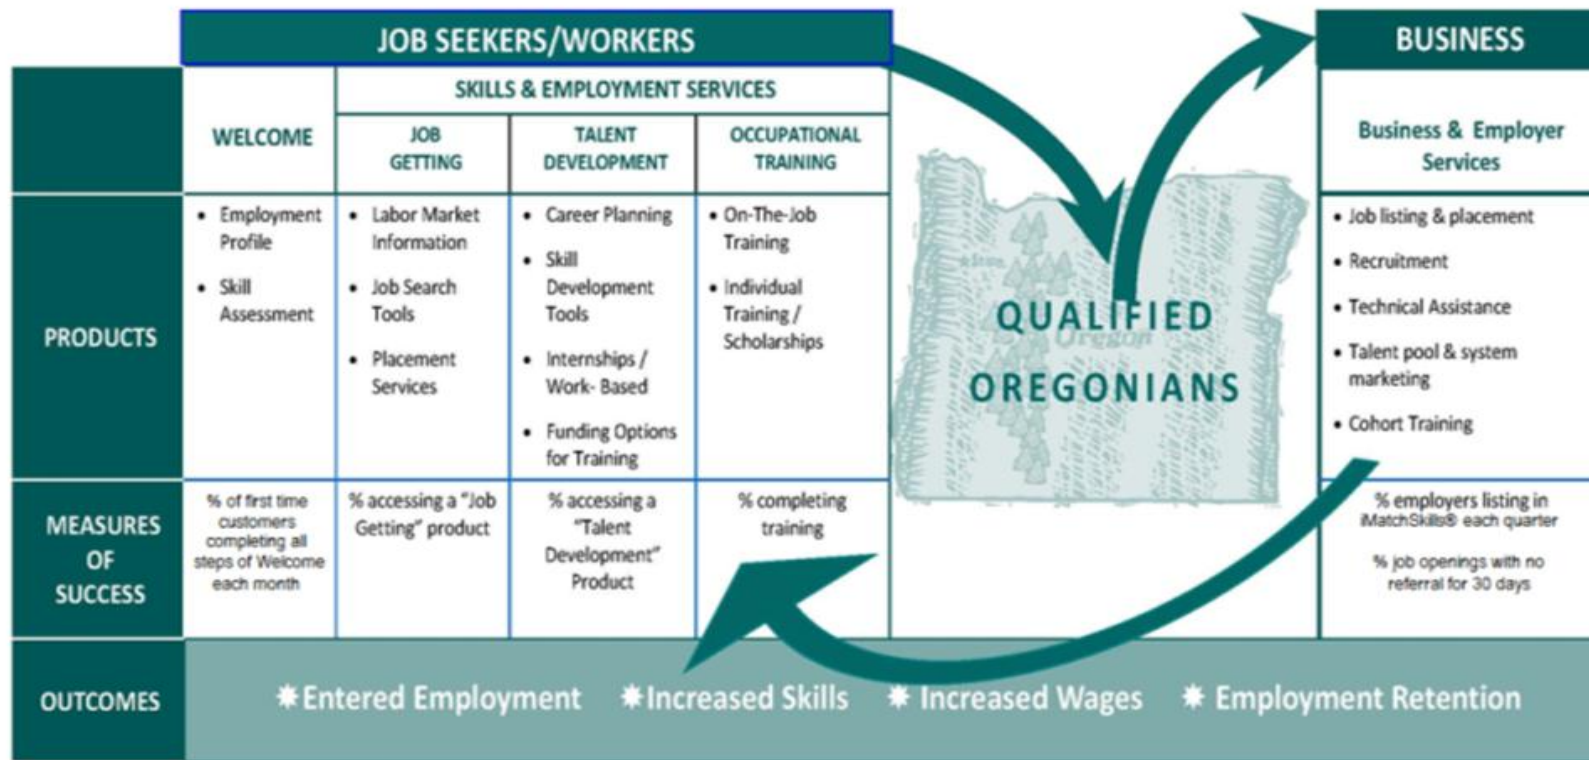 JOB SEEKERS/WORKERS
BUSINESS
SKILLS & EMPLOYMENT SERVICES
WELCOME
JOB
GETTING
TALENT
DEVELOPMENT
OCCUPATIONAL
TRAINING
Business & Employer
Services
PRODUCTS
• Employment
Profile
• Skill
Assessment
• Labor Market
Information
• Job Search
Tools
• Placement
Services
• Career Planning
• Skill
Development
Tools
• Internships /
Work- Based
• Funding Options
for Training
• On-The-Job
Training
• Individual
Training /
Scholarships
QUALIFIED
Oregon
OREGONIANS
• Job listing & placement
• Recruitment
• Technical Assistance
• Talent pool & system
marketing
• Cohort Training
MEASURES
OF
SUCCESS
% of first time
customers
completing all
steps of Welcome
each month
% accessing a "Job
Getting" product
% accessing a
"Talent
Development"
Product
% completing
training
% employers listing in
iMatchSkills® each quarter
% job openings with no
referral for 30 days
OUTCOMES
✷Entered Employment ✷Increased Skills ✷ Increased Wages ✷ Employment Retention